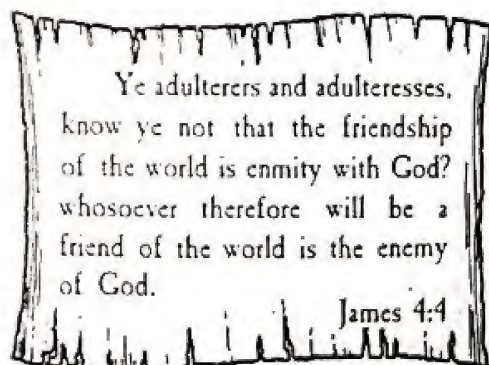 Ye adulterers and adulteresses,
know ye not that the friendship
of the world is enmity with God?
whosoever therefore will be a
friend of the world is the enemy
of God.
James 4:4